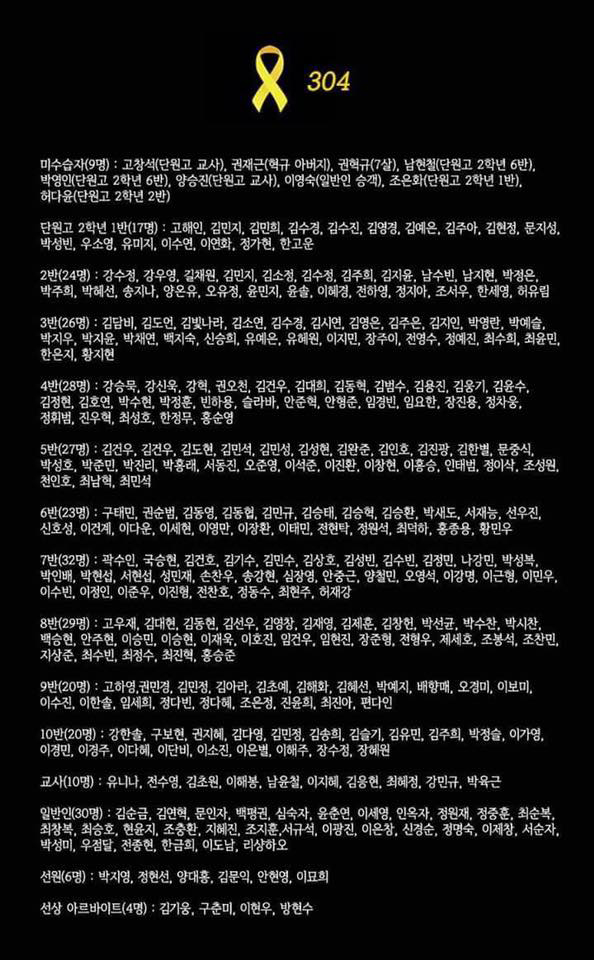 304
미수습자(9명) : 고창석(단원고 교사), 권재근(혁규 아버지), 권혁규(7살), 남현철(단원고 2학년 6반),
박영인(단원고 2학년 6반), 양승진(단원고 교사), 이영숙(일반인 승객), 조은화(단원고 2학년 1반),
허다윤(단원고 2학년 2반)
단원고 2학년 1반(17명) : 고해인, 김민지, 김민희, 김수경, 김수진, 김영경, 김예은, 김주아, 김현정, 문지성,
박성빈, 우소영, 유미지, 이수연, 이연화, 정가현, 한고운
2반(24명) : 강수정, 강우영, 길채원, 김민지, 김소정, 김수정, 김주희, 김지윤, 남수빈, 남지현, 박정은,
박주희, 박혜선, 송지나, 양온유, 오유정, 윤민지, 윤솔, 이혜경, 전하영, 정지아, 조서우, 한세영, 허유림
3반(26명) : 김담비, 김도언, 김빛나라, 김소연, 김수경, 김시연, 김영은, 김주은, 김지인, 박영란, 박예슬,
박지우, 박지윤, 박채연, 백지숙, 신승희, 유예은, 유혜원, 이지민, 장주이, 전영수, 정예진, 최수희, 최윤민,
한은지, 황지현
4반(28명) : 강승묵, 강신욱, 강혁, 권오천, 김건우, 김대희, 김동혁, 김범수, 김용진, 김웅기, 김윤수,
김정현, 김호연, 박수현, 박정훈, 빈하용, 슬라바, 안준혁, 안형준, 임경빈, 임요한, 장진용, 정차웅,
정휘범, 진우혁, 최성호, 한정무, 홍순영
5반(27명) : 김건우, 김건우, 김도현, 김민석, 김민성, 김성현, 김완준, 김인호, 김진광, 김한별, 문중식,
박성호, 박준민, 박진리, 박홍래, 서동진, 오준영, 이석준, 이진환, 이창현, 이홍승, 인태범, 정이삭, 조성원,
천인호, 최남혁, 최민석
6반(23명) : 구태민, 권순범, 김동영, 김동협, 김민규, 김승태, 김승혁, 김승환, 박새도, 서재능, 선우진,
신호성, 이건계, 이다운, 이세현, 이영만, 이장환, 이태민, 전현탁, 정원석, 최덕하, 홍종용, 황민우
7반(32명) : 곽수인, 국승현, 김건호, 김기수, 김민수, 김상호, 김성빈, 김수빈, 김정민, 나강민, 박성복,
박인배, 박현섭, 서현섭, 성민재, 손찬우, 송강현, 심장영, 안중근, 양철민, 오영석, 이강명, 이근형, 이민우,
이수빈, 이정인, 이준우, 이진형, 전찬호, 정동수, 최현주, 허재강
8반(29명) : 고우재, 김대현, 김동현, 김선우, 김영창, 김재영, 김제훈, 김창헌, 박선균, 박수찬, 박시찬,
백승현, 안주현, 이승민, 이승현, 이재욱, 이호진, 임건우, 임현진, 장준형, 전형우, 제세호, 조봉석, 조찬민,
지상준, 최수빈, 최정수, 최진혁, 홍승준
9반(20명) : 고하영,권민경, 김민정, 김아라, 김초예, 김해화, 김혜선, 박예지, 배향매, 오경미, 이보미,
이수진, 이한솔, 임세희, 정다빈, 정다혜, 조은정, 진윤희, 최진아, 편다인
10반(20명) : 강한솔, 구보현, 권지혜, 김다영, 김민정, 김송희, 김슬기, 김유민, 김주희, 박정슬, 이가영,
이경민, 이경주, 이다혜, 이단비, 이소진, 이은별, 이해주, 장수정, 장혜원
교사(10명) : 유니나, 전수영, 김초원, 이해봉, 남윤철, 이지혜, 김응현, 최혜정, 강민규, 박육근
일반인(30명) : 김순금, 김연혁, 문인자, 백평권, 심숙자, 윤춘연, 이세영, 인옥자, 정원재, 정중훈, 최순복,
최창복, 최승호, 현윤지, 조충환, 지혜진, 조지훈,서규석, 이광진, 이은창, 신경순, 정명숙, 이제창, 서순자,
박성미, 우점달, 전종현, 한금희, 이도남, 리샹하오
선원(6명) : 박지영, 정현선, 양대홍, 김문익, 안현영, 이묘희
선상 아르바이트(4명) : 김기웅, 구춘미, 이현우, 방현수